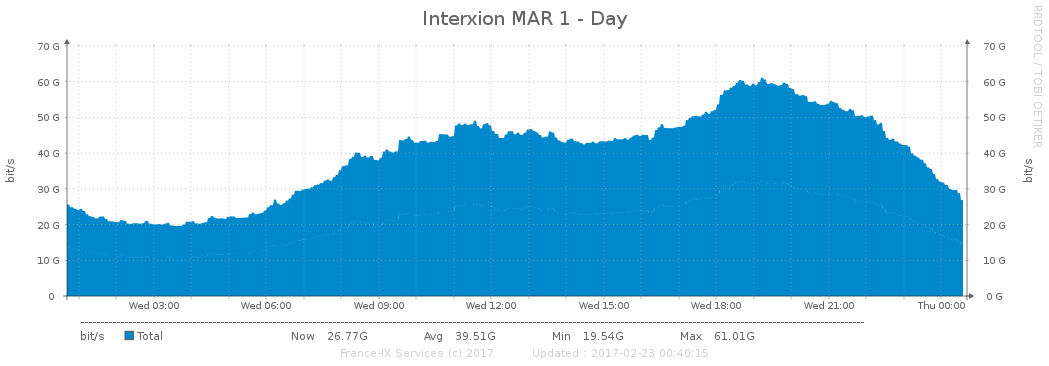 Interxion MAR 1 - Day
RRDTOOL / TOBI OETIKER
70 G 70 G
60 G 60 G
50 G 50 G
40 G 40 G
30 G 30 G
20 G 20 G
10 G 10 G
0 0 G
bit/s bit/s
Wed 03:00 Wed 06:00 Wed 09:00 Wed 12:00 Wed 15:00 Wed 18:00 Wed 21:00 Thu 00:00
bit/s Total Now 26.77G Avg 39.51G Min 19.54G Max 61.01G
France-IX Services (c) 2017 Updated : 2017-02-23 00:40:15